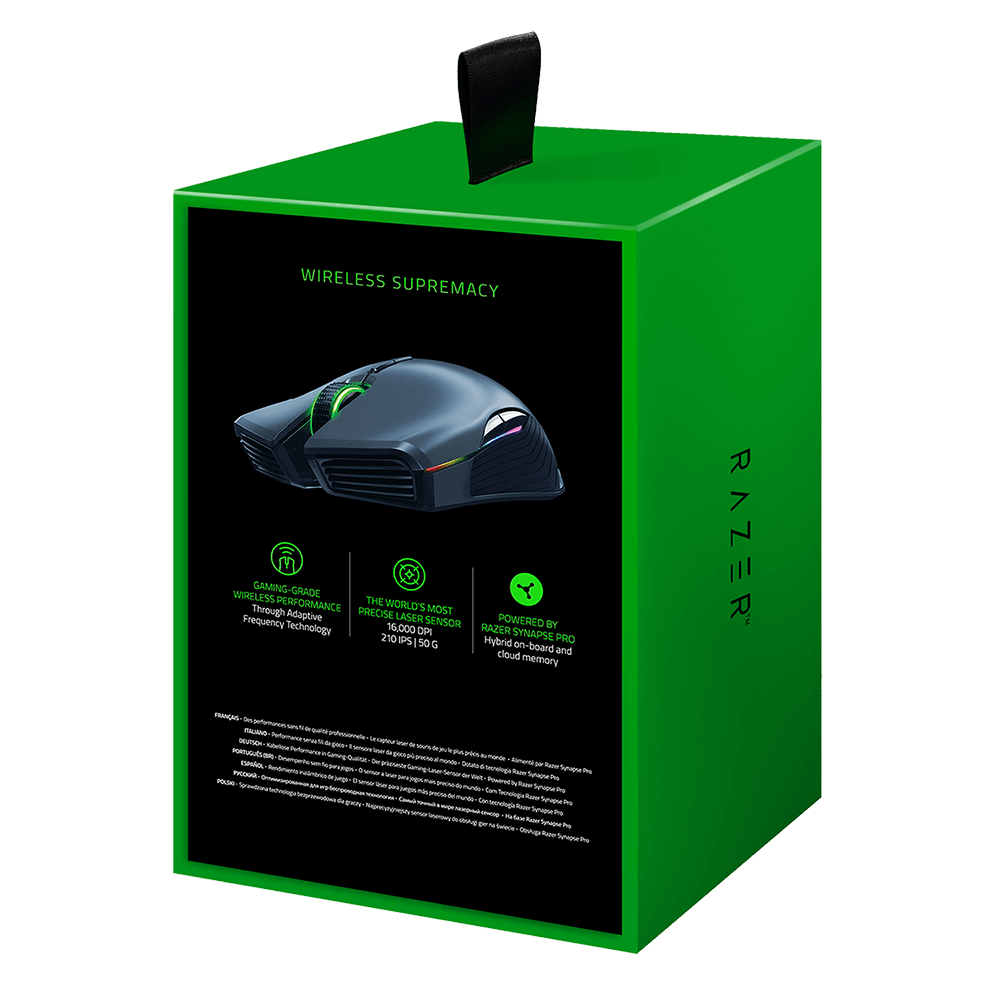 WIRELESS SUPREMACY
GAMING-GRADE
WIRELESS PERFORMANCE
Through Adaptive
Frequency Technology
THE WORLD'S MOST
PRECISE LASER SENSOR
16,000 DPI
210 IPS | 50 G
POWERED BY
RAZER SYNAPSE PRO
Hybrid on-board and
cloud memory
FRANÇAIS - Des performances sans fil de qualité professionnelle • Le capteur laser de souris de jeu le plus précis au monde • Alimenté par Razer Synapse Pro
ITALIANO - Performance senza fili da gioco • Il sensore laser da gioco più preciso al mondo • Dotato di tecnologia Razer Synapse Pro
DEUTSCH - Kabellose Performance in Gaming-Qualität • Der präziseste Gaming-Laser-Sensor der Welt • Powered by Razer Synapse Pro
PORTUGUÊS (BR) - Desempenho sem fio para jogos • O sensor a laser para jogos mais preciso do mundo • Com Tecnologia Razer Synapse Pro
ESPAÑOL - Rendimiento inalámbrico de juego • El sensor láser para juegos más preciso del mundo • Con tecnología Razer Synapse Pro
РУССКИЙ - Оптимизированная для игр беспроводная технология • Самый точный в мире лазерный сенсор • На базе Razer Synapse Pro
POLSKI - Sprawdzona technologia bezprzewodowa dla graczy • Najprecyzyjniejszy sensor laserowy do obsługi gier na świecie • Obsługa Razer Synapse Pro
RAZER™